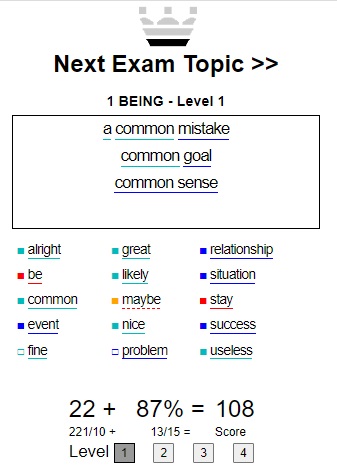 Next Exam Topic >>
1 BEING - Level 1
a common mistake
common goal
common sense
alright great relationship
be likely situation
common maybe stay
event nice success
fine problem useless
22 + 87% = 108
221/10 + 13/15 = Score
Level 1 2 3 4